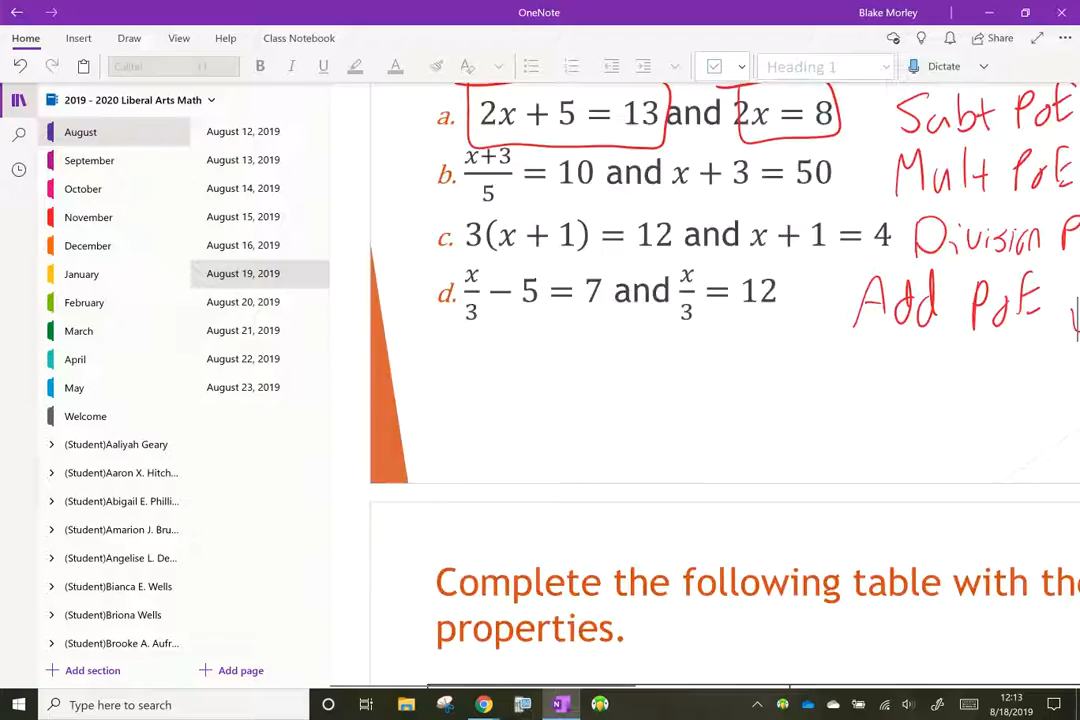 OneNote
Blake Morley
Home Insert Draw View Help Class Notebook
Share
Calibri 11 B I U A Heading 1 Dictate
2019 - 2020 Liberal Arts Math
August
September
October
November
December
January
February
March
April
May
Welcome
(Student)Aaliyah Geary
(Student)Aaron X. Hitch...
(Student)Abigail E. Philli...
(Student)Amarion J. Bru...
(Student)Angelise L. De...
(Student)Bianca E. Wells
(Student)Briona Wells
(Student)Brooke A. Aufr...
Add section
August 12, 2019
August 13, 2019
August 14, 2019
August 15, 2019
August 16, 2019
August 19, 2019
August 20, 2019
August 21, 2019
August 22, 2019
August 23, 2019
Add page
a. 2x + 5 = 13 and 2x = 8 Subt PoE
b. x+3/5 = 10 and x + 3 = 50 Mult PoE
c. 3(x + 1) = 12 and x + 1 = 4 Division P
d. x/3 − 5 = 7 and x/3 = 12 Add PoE
Complete the following table with the
properties.
Type here to search
12:13
8/18/2019